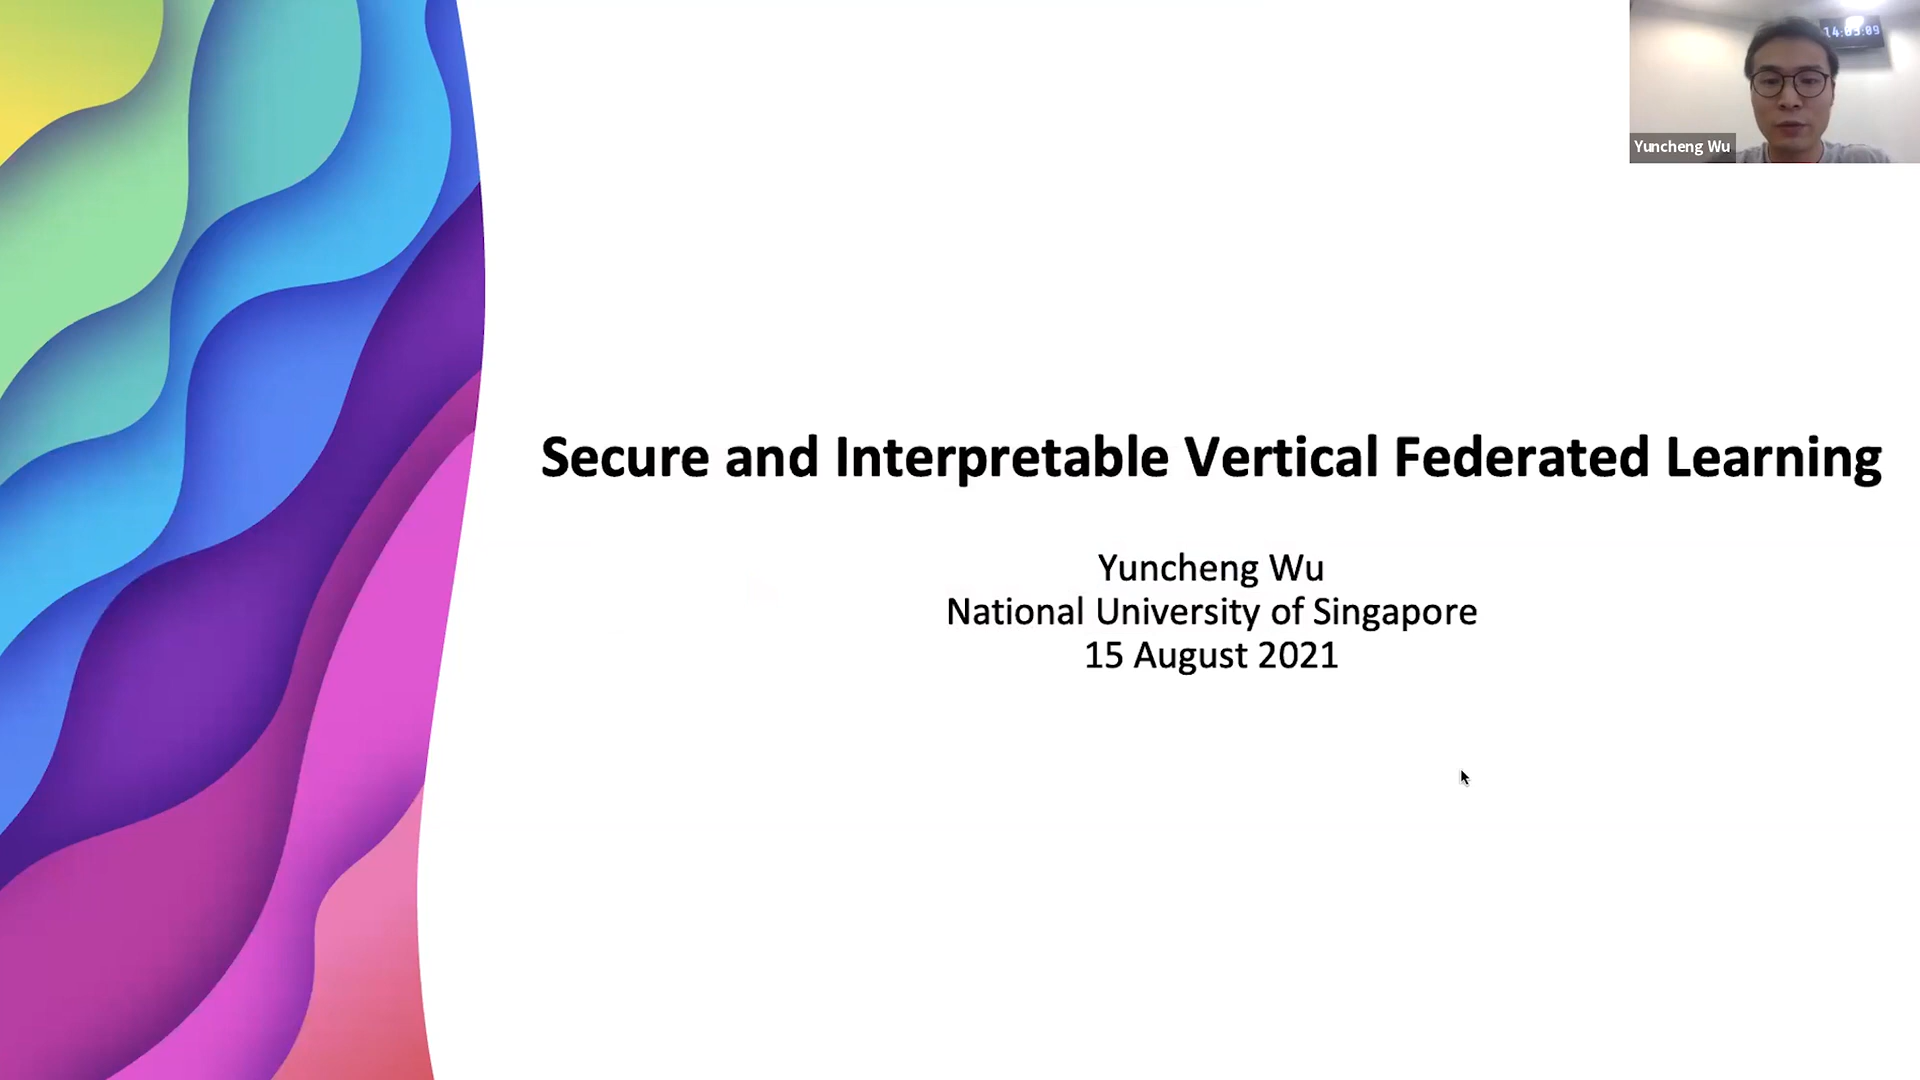 Secure and Interpretable Vertical Federated Learning
Yuncheng Wu
National University of Singapore
15 August 2021
Yuncheng Wu